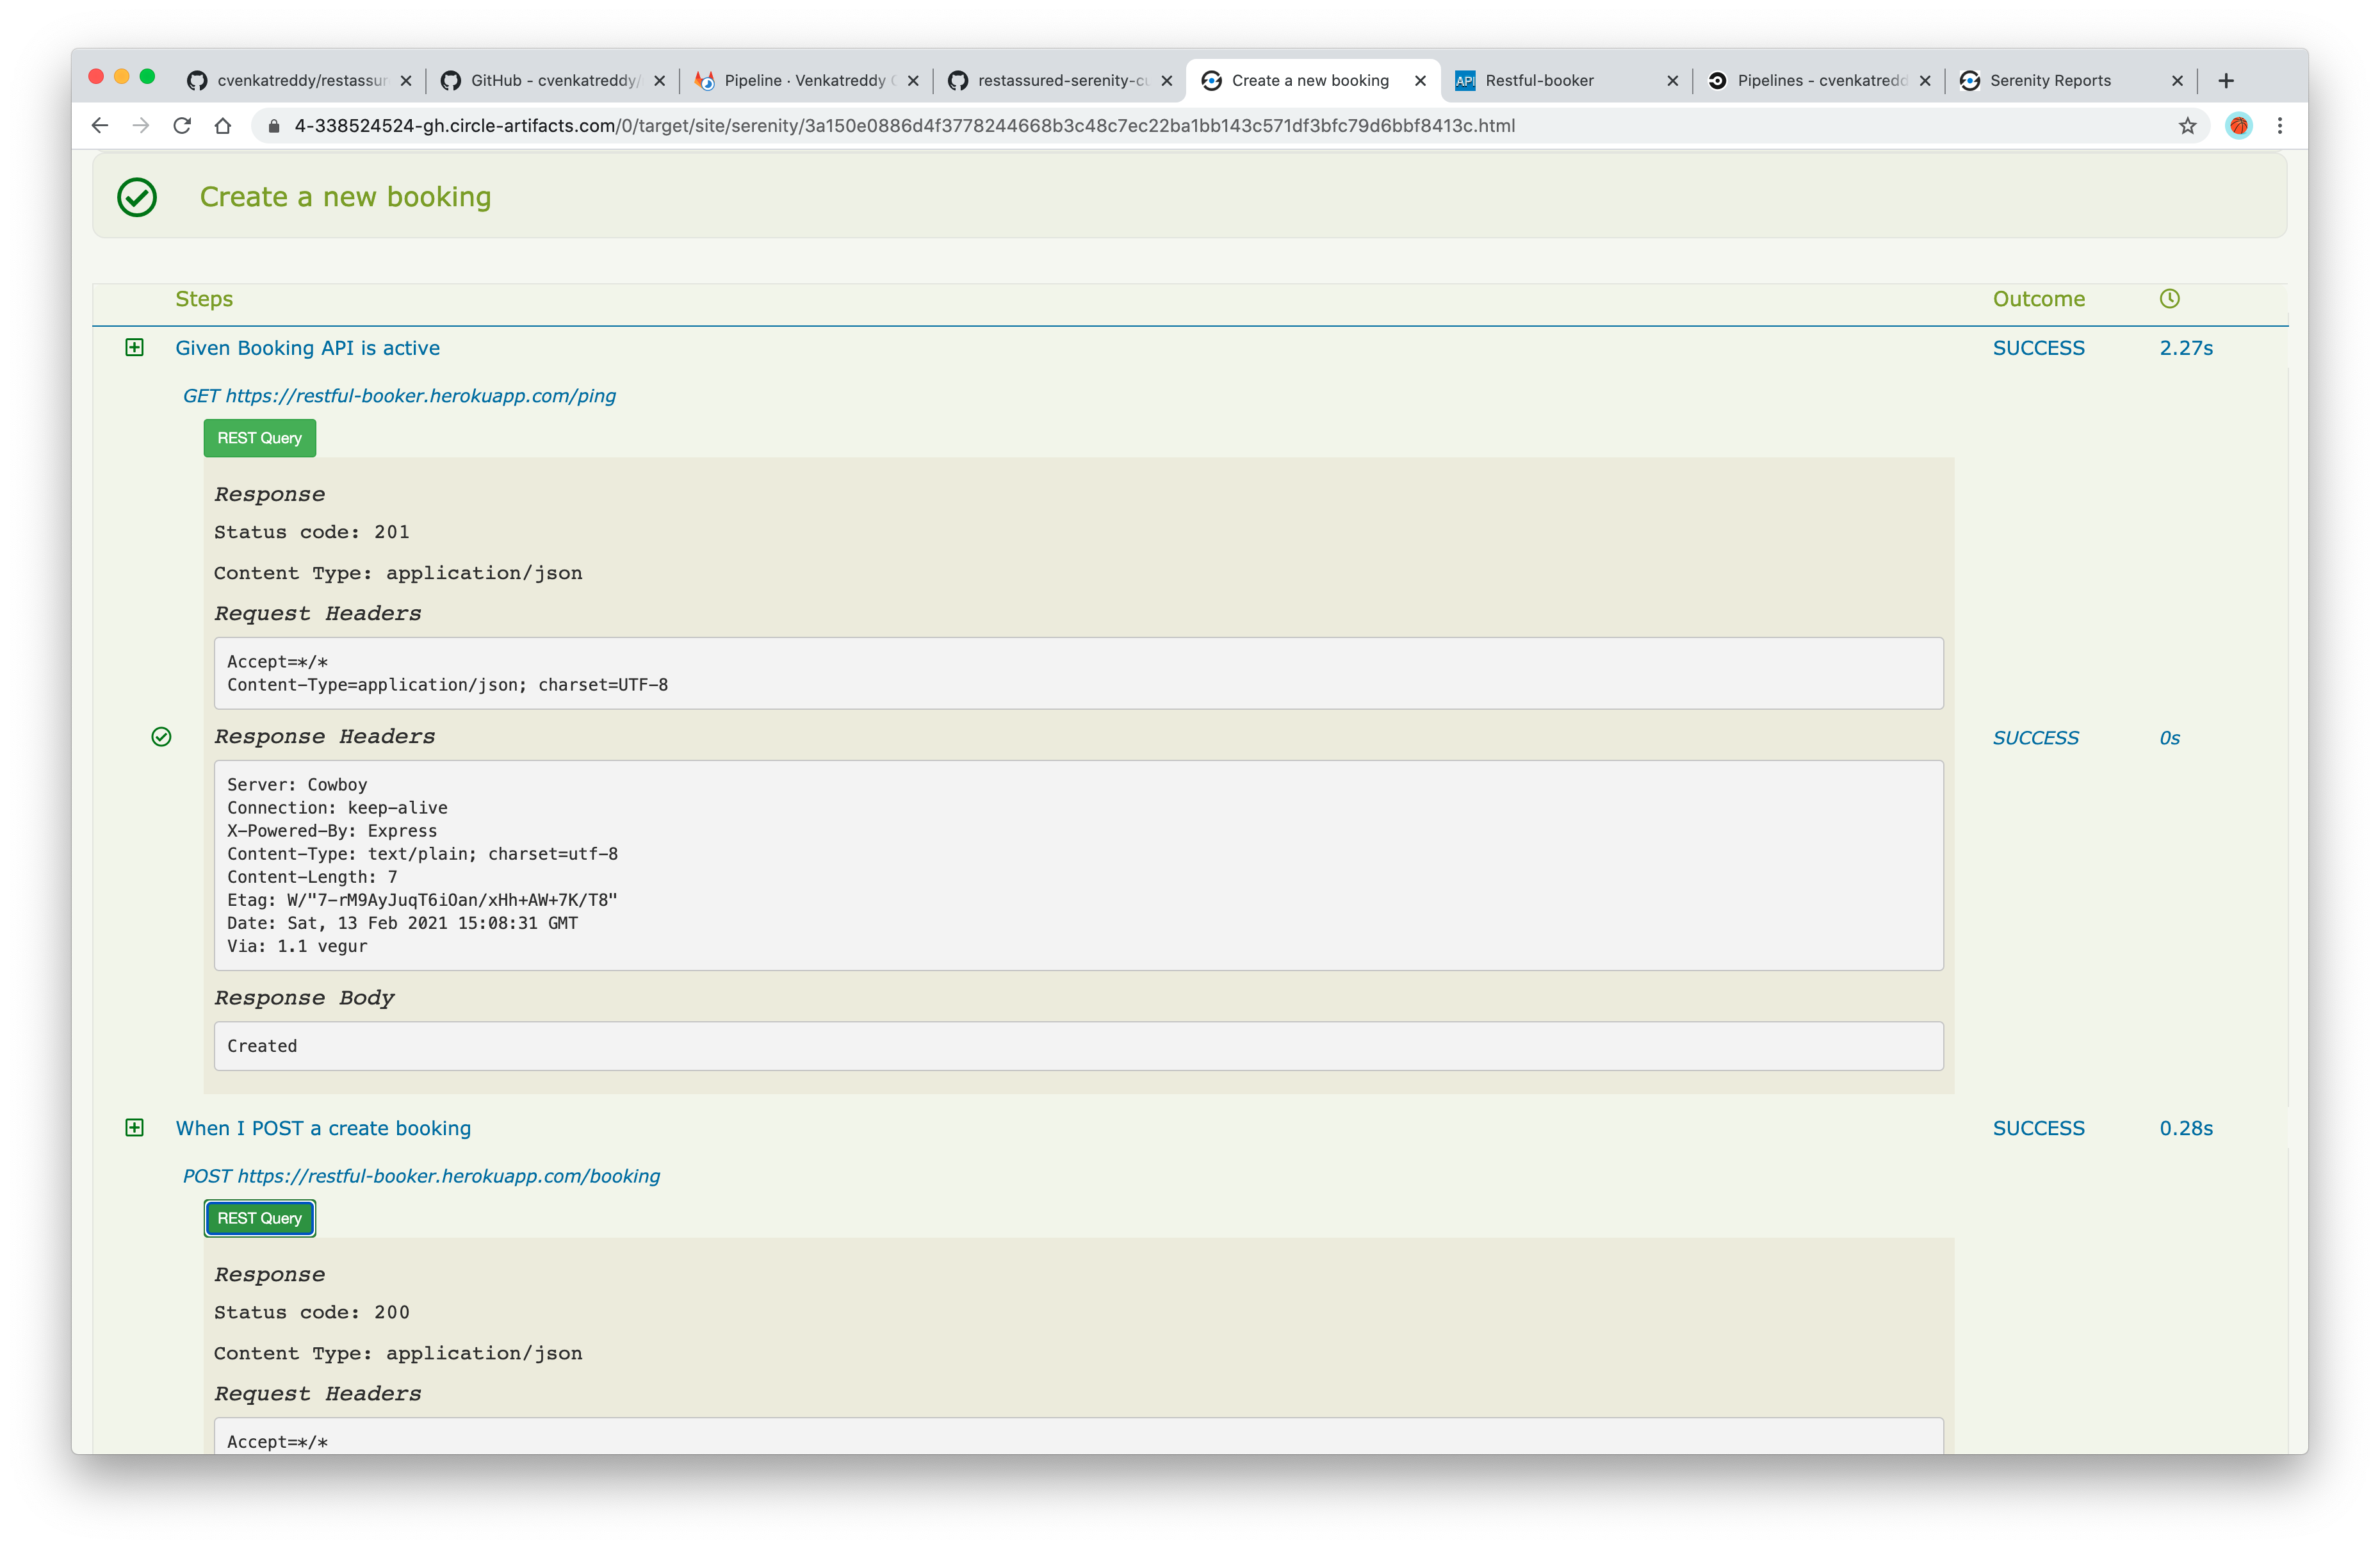 cvenkatreddy/restassur
GitHub - cvenkatreddy/
Pipeline · Venkatreddy
restassured-serenity-cu
Create a new booking
API
Restful-booker
Pipelines - cvenkatredd
Serenity Reports
4-338524524-gh.circle-artifacts.com/0/target/site/serenity/3a150e0886d4f3778244668b3c48c7ec22ba1bb143c571df3bfc79d6bbf8413c.html
Create a new booking
Steps Outcome
Given Booking API is active SUCCESS 2.27s
GET https://restful-booker.herokuapp.com/ping
REST Query
Response
Status code: 201
Content Type: application/json
Request Headers
Accept=*/*
Content-Type=application/json; charset=UTF-8
Response Headers SUCCESS 0s
Server: Cowboy
Connection: keep-alive
X-Powered-By: Express
Content-Type: text/plain; charset=utf-8
Content-Length: 7
Etag: W/"7-rM9AyJuqT6iOan/xHh+AW+7K/T8"
Date: Sat, 13 Feb 2021 15:08:31 GMT
Via: 1.1 vegur
Response Body
Created
When I POST a create booking SUCCESS 0.28s
POST https://restful-booker.herokuapp.com/booking
REST Query
Response
Status code: 200
Content Type: application/json
Request Headers
Accept=*/*